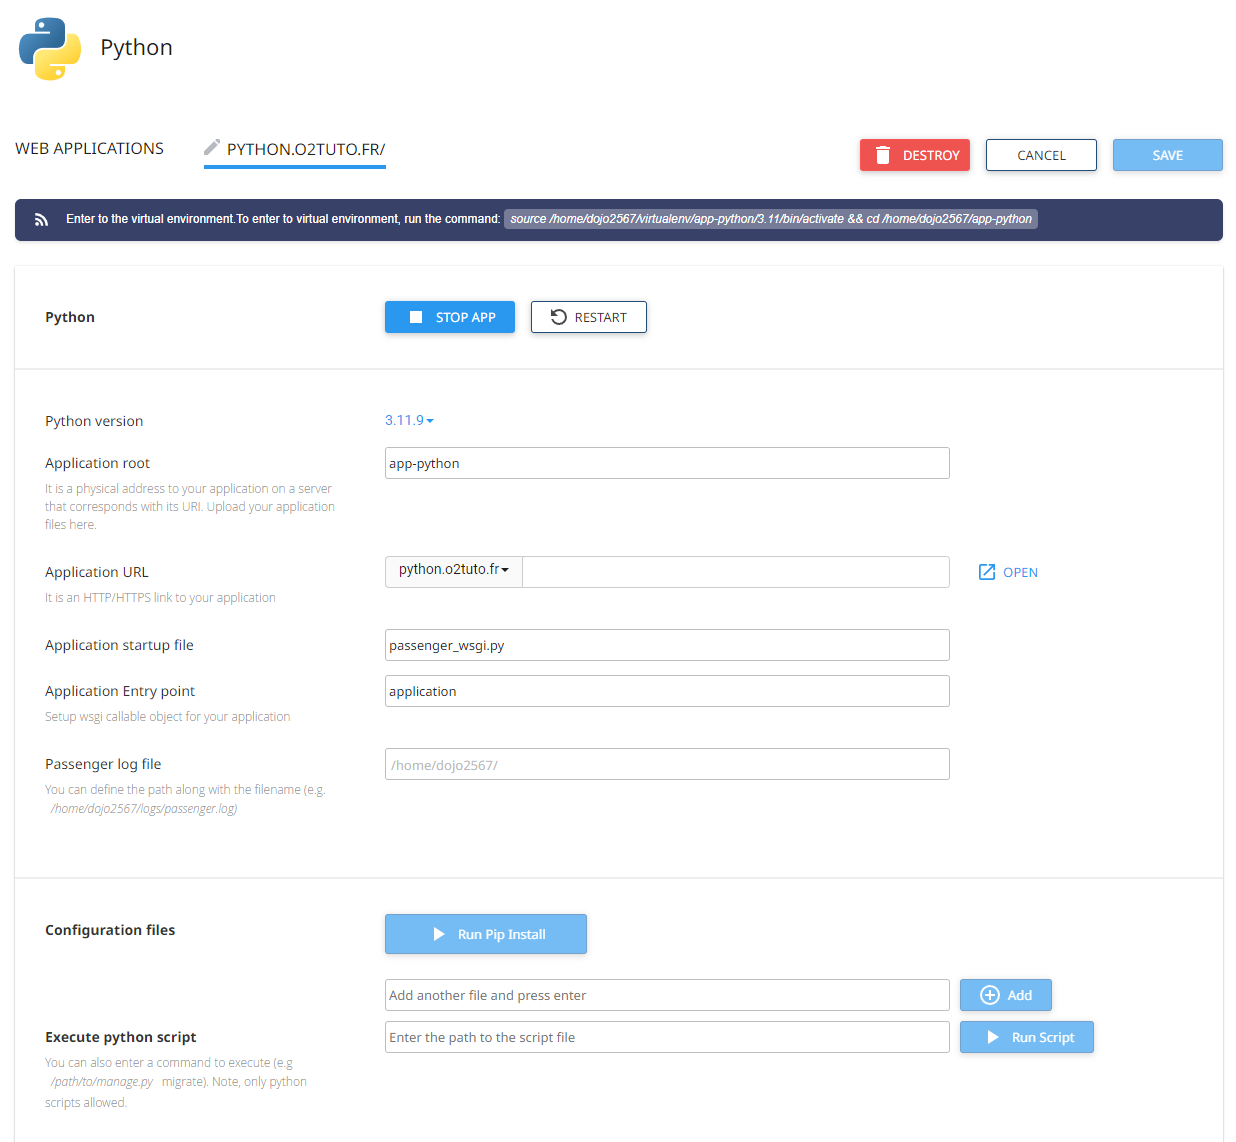 Python
WEB APPLICATIONS
PYTHON.O2TUTO.FR/
DESTROY
CANCEL
SAVE
Enter to the virtual environment.To enter to virtual environment, run the command: source /home/dojo2567/virtualenv/app-python/3.11/bin/activate && cd /home/dojo2567/app-python
Python
STOP APP
RESTART
Python version
3.11.9
Application root
app-python
It is a physical address to your application on a server
that corresponds with its URI. Upload your application
files here.
Application URL
python.o2tuto.fr
OPEN
It is an HTTP/HTTPS link to your application
Application startup file
passenger_wsgi.py
Application Entry point
application
Setup wsgi callable object for your application
Passenger log file
/home/dojo2567/
You can define the path along with the filename (e.g.
/home/dojo2567/logs/passenger.log)
Configuration files
Run Pip Install
Add another file and press enter
Add
Execute python script
Enter the path to the script file
Run Script
You can also enter a command to execute (e.g
/path/to/manage.py migrate). Note, only python
scripts allowed.